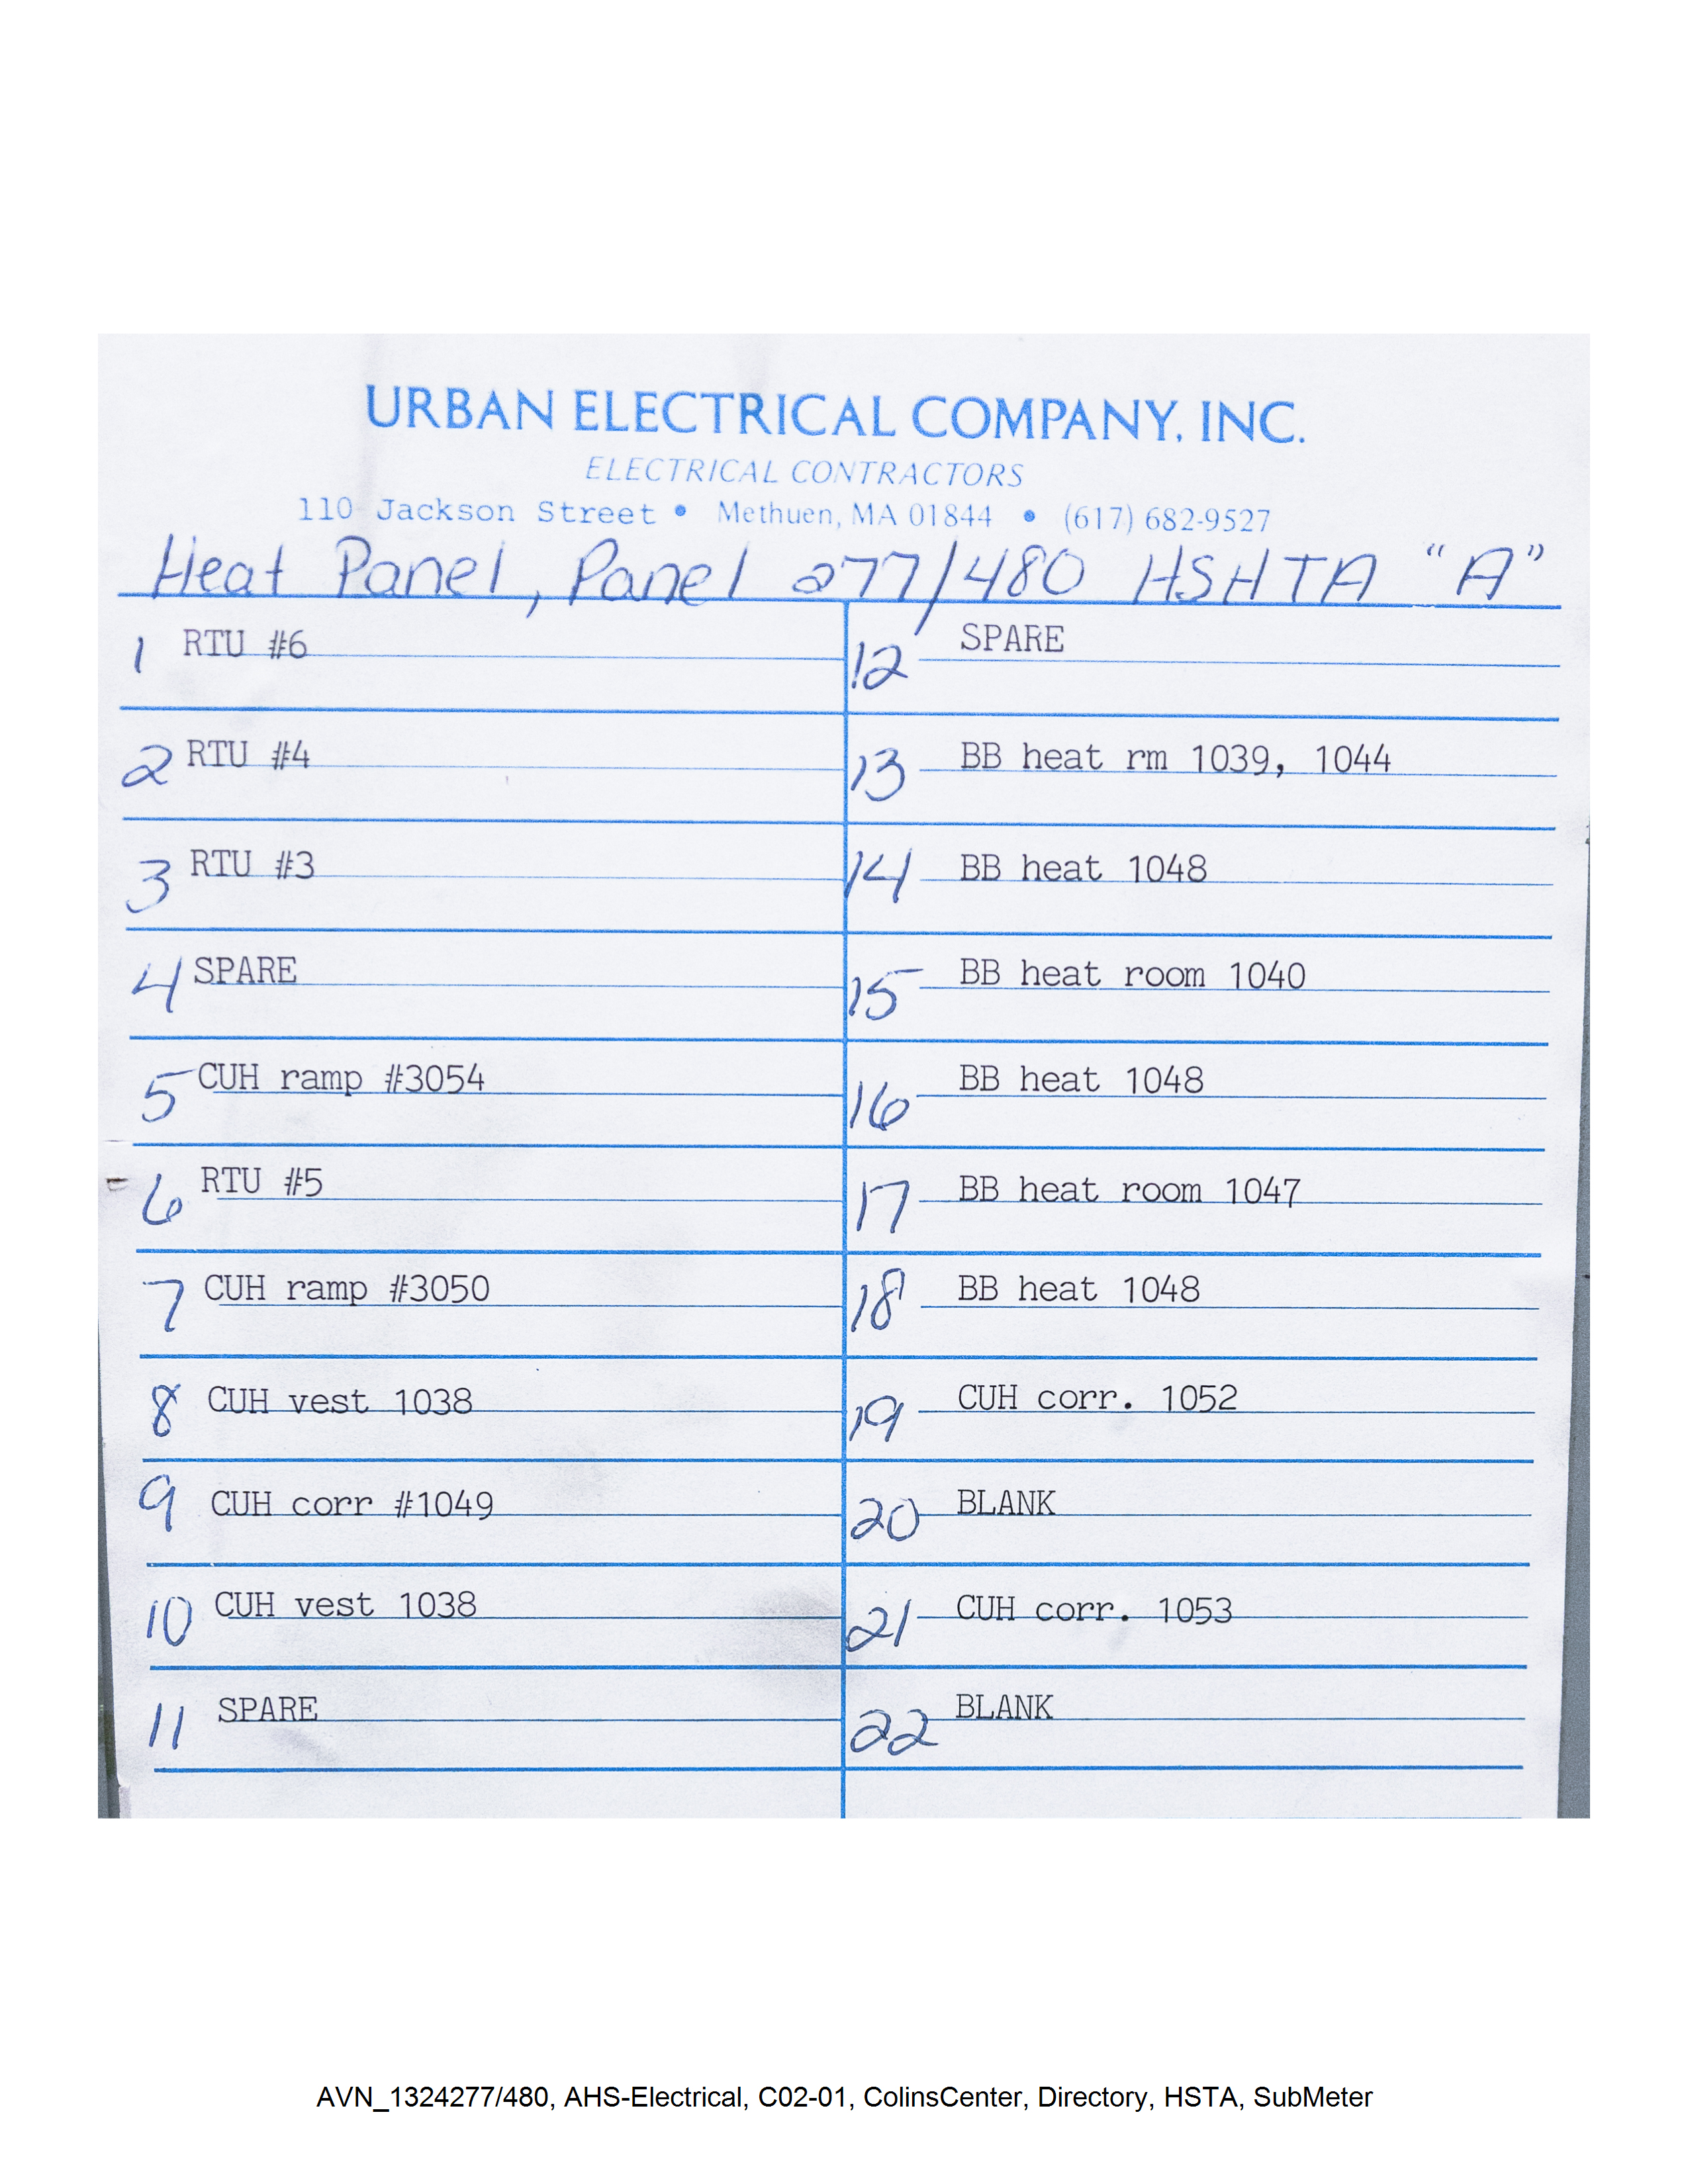 URBAN ELECTRICAL COMPANY, INC.
ELECTRICAL CONTRACTORS
110 Jackson Street • Methuen, MA 01844 • (617) 682-9527
Heat Panel, Panel 277/480 HSHTA "A"
1 RTU #6
2 RTU #4
3 RTU #3
4 SPARE
5 CUH ramp #3054
6 RTU #5
7 CUH ramp #3050
8 CUH vest 1038
9 CUH corr #1049
10 CUH vest 1038
11 SPARE
12 SPARE
13 BB heat rm 1039, 1044
14 BB heat 1048
15 BB heat room 1040
16 BB heat 1048
17 BB heat room 1047
18 BB heat 1048
19 CUH corr. 1052
20 BLANK
21 CUH corr. 1053
22 BLANK
AVN_1324277/480, AHS-Electrical, C02-01, ColinsCenter, Directory, HSTA, SubMeter